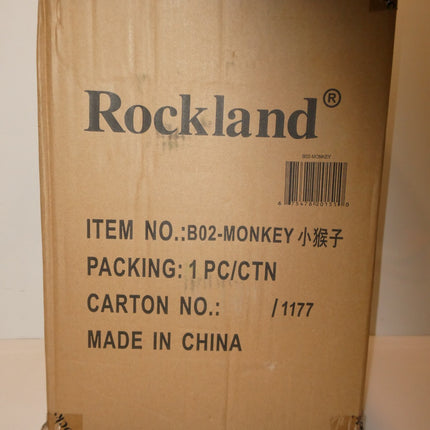 Rockland®
B02-MONKEY
ITEM NO.:B02-MONKEY 小猴子
PACKING: 1 PC/CTN
CARTON NO.: /1177
MADE IN CHINA